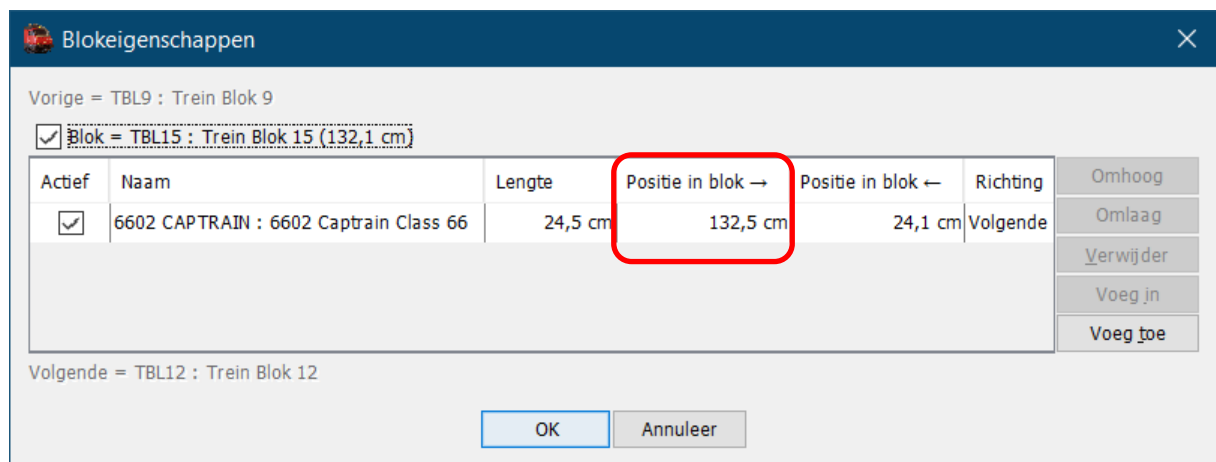 Blokeigenschappen
Vorige = TBL9 : Trein Blok 9
Blok = TBL15 : Trein Blok 15 (132,1 cm)
Actief Naam Lengte Positie in blok → Positie in blok ← Richting
6602 CAPTRAIN : 6602 Captrain Class 66 24,5 cm 132,5 cm 24,1 cm Volgende
Omhoog
Omlaag
Verwijder
Voeg in
Voeg toe
Volgende = TBL12 : Trein Blok 12
OK Annuleer